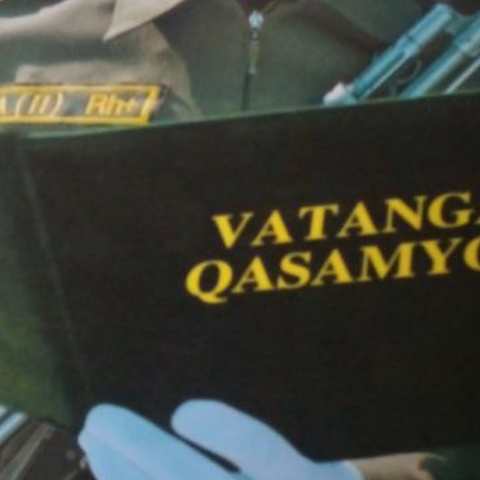 A(II) Rh+
VATANGA
QASAMYO